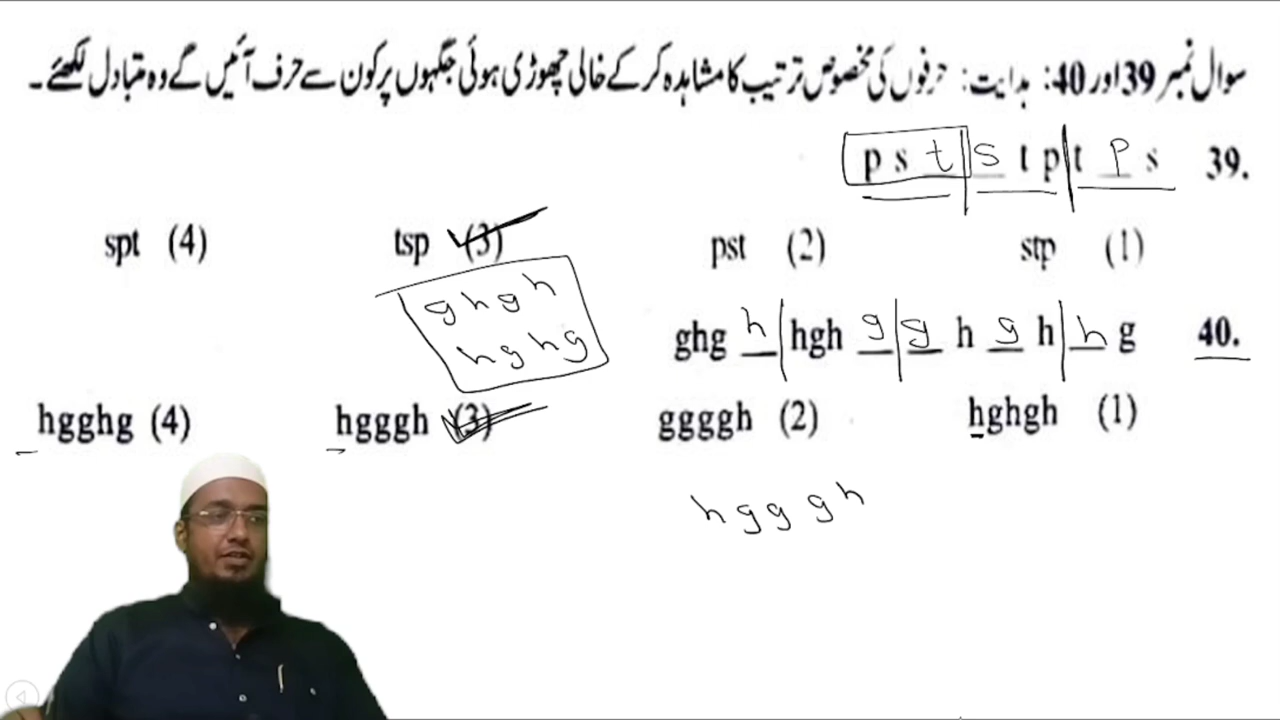 سوال نمبر 39 اور 40: ہدایت: حرفوں کی مخصوص ترتیب کا مشاہدہ کر کے خالی چھوڑی ہوئی جگہوں پر کون سے حرف آئیں گے وہ متبادل لکھئے۔
39. p s t s t p t p s
(1) stp (2) pst (3) tsp (4) spt
40. ghg h hgh g g h g h h g
(1) hghgh (2) ggggh (3) hgggh (4) hgghg
g h g h
h g h g
h g g g h